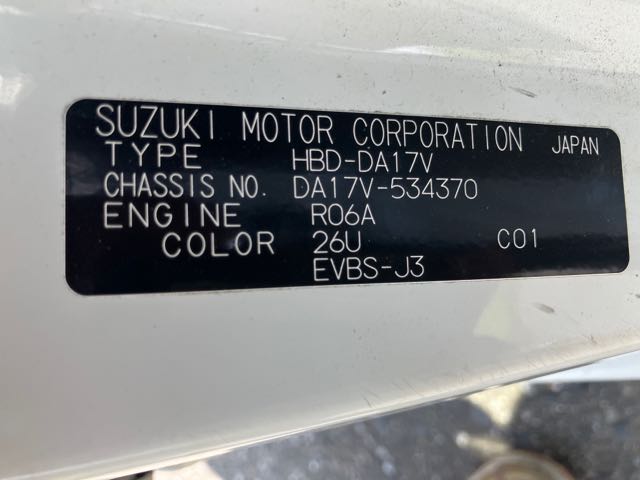 SUZUKI MOTOR CORPORATION JAPAN
TYPE HBD-DA17V
CHASSIS NO. DA17V-534370
ENGINE R06A
COLOR 26U C01
EVBS-J3